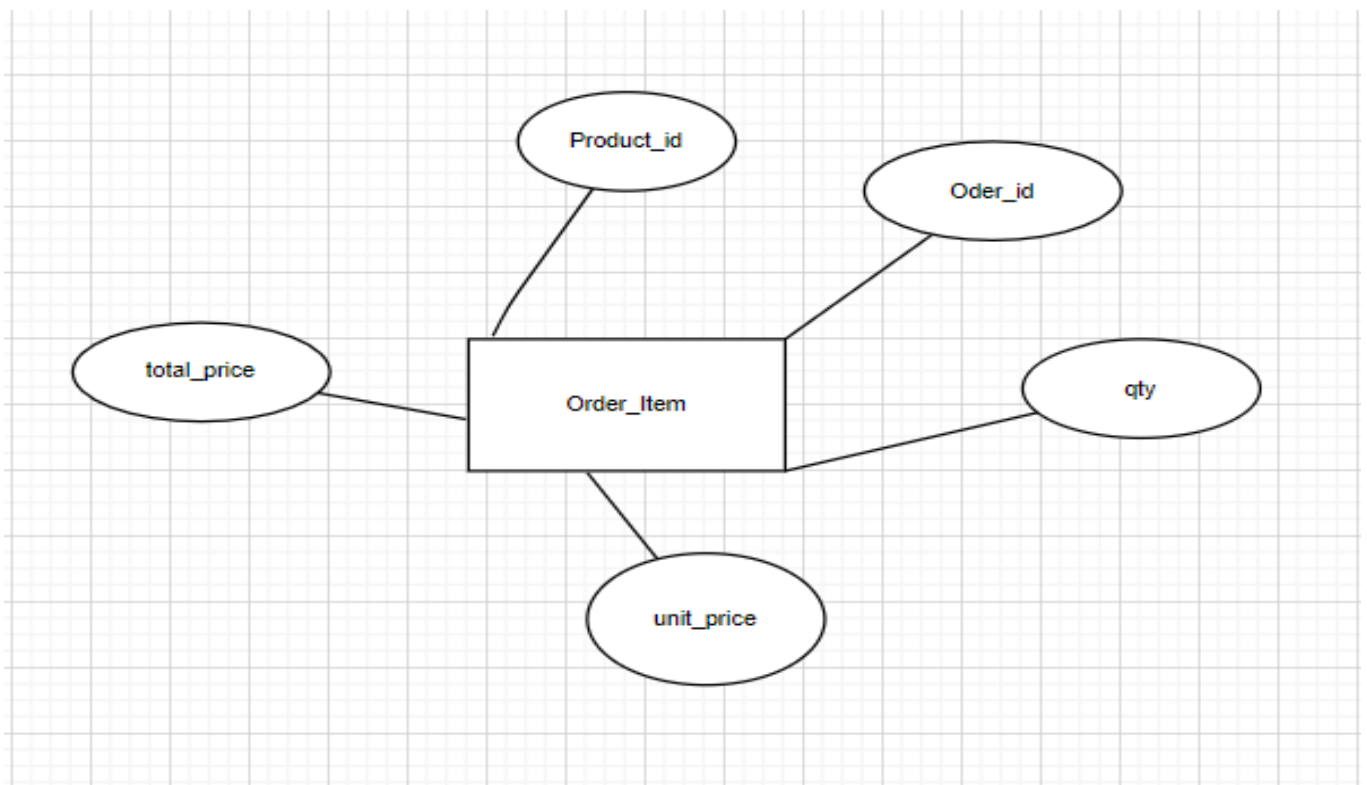 Product_id
Oder_id
total_price
qty
Order_Item
unit_price